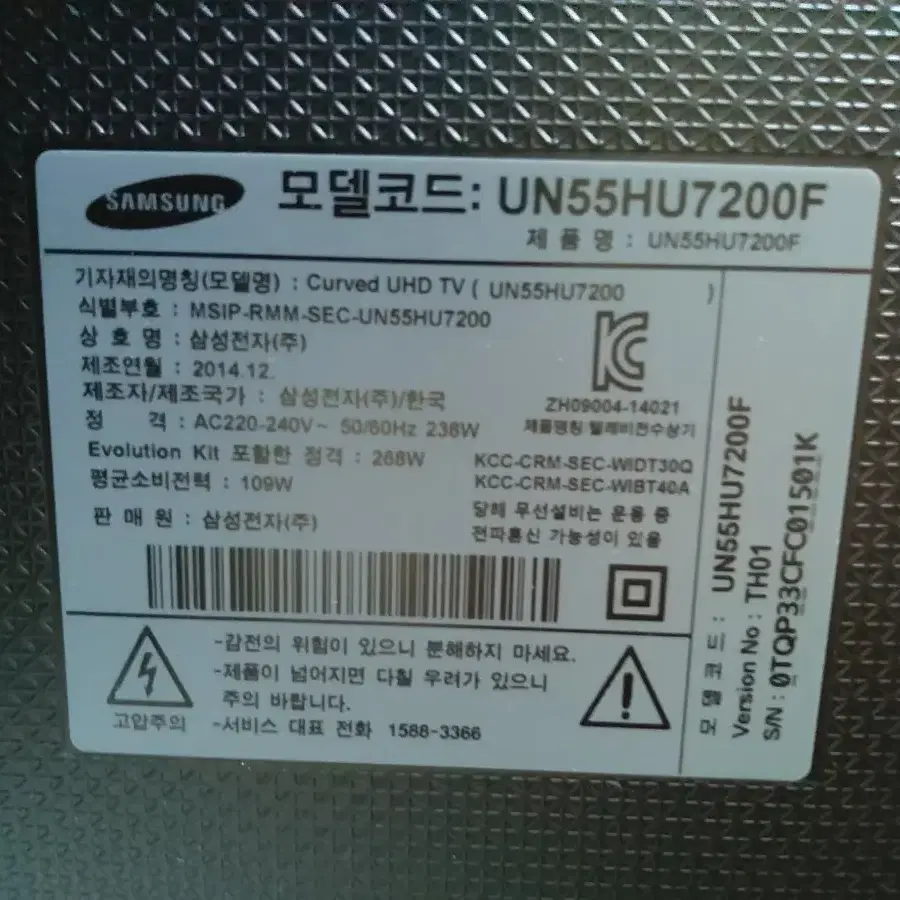 SAMSUNG
모델코드: UN55HU7200F
제 품 명 : UN55HU7200F
기자재의명칭(모델명) : Curved UHD TV ( UN55HU7200 )
식별부호 : MSIP-RMM-SEC-UN55HU7200
상 호 명 : 삼성전자(주)
제조연월 : 2014.12.
제조자/제조국가 : 삼성전자(주)/한국
정 격 : AC220-240V~ 50/60Hz 238W
Evolution Kit 포함한 정격 : 268W
평균소비전력 : 109W
판 매 원 : 삼성전자(주)
ZH09004-14021
제품명칭 텔레비전수상기
KCC-CRM-SEC-WIDT30Q
KCC-CRM-SEC-WIBT40A
당해 무선설비는 운용 중
전파혼신 가능성이 있음
고압주의
-감전의 위험이 있으니 분해하지 마세요.
-제품이 넘어지면 다칠 우려가 있으니
주의 바랍니다.
-서비스 대표 전화 1588-3366
모델코드 : UN55HU7200F
Version No : TH01
S/N : 0TQP33CFC01501K